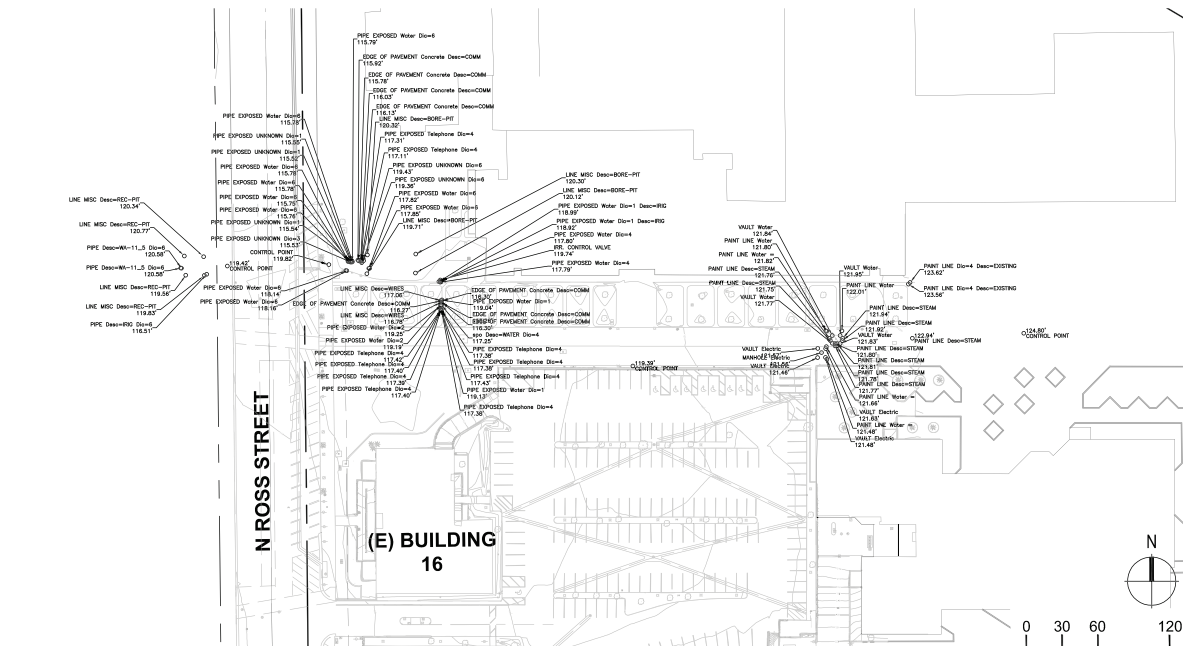 PIPE EXPOSED Water Dia=6
115.79'
EDGE OF PAVEMENT Concrete Desc=COMM
115.92'
EDGE OF PAVEMENT Concrete Desc=COMM
115.78'
EDGE OF PAVEMENT Concrete Desc=COMM
116.03'
EDGE OF PAVEMENT Concrete Desc=COMM
116.13'
LINE MISC Desc=BORE-PIT
120.32'
PIPE EXPOSED Telephone Dia=4
117.31'
PIPE EXPOSED Telephone Dia=4
117.11'
PIPE EXPOSED UNKNOWN Dia=6
119.43'
PIPE EXPOSED UNKNOWN Dia=6
119.36'
PIPE EXPOSED Water Dia=6
117.82'
PIPE EXPOSED Water Dia=6
117.85'
LINE MISC Desc=BORE-PIT
119.71'
PIPE EXPOSED Water Dia=6
115.78'
PIPE EXPOSED UNKNOWN Dia=1
115.55'
PIPE EXPOSED UNKNOWN Dia=1
115.52'
PIPE EXPOSED Water Dia=6
115.78'
PIPE EXPOSED Water Dia=6
115.78'
PIPE EXPOSED Water Dia=6
115.75'
PIPE EXPOSED Water Dia=6
115.76'
PIPE EXPOSED UNKNOWN Dia=1
115.54'
PIPE EXPOSED UNKNOWN Dia=3
115.53'
CONTROL POINT
119.82'
119.42'
CONTROL POINT
LINE MISC Desc=REC-PIT
120.34'
LINE MISC Desc=REC-PIT
120.77'
PIPE Desc=WA-11_5 Dia=6
120.58'
PIPE Desc=WA-11_5 Dia=6
120.58'
LINE MISC Desc=REC-PIT
119.56'
LINE MISC Desc=REC-PIT
119.83'
PIPE Desc=IRIG Dia=6
116.51'
PIPE EXPOSED Water Dia=6
118.14'
PIPE EXPOSED Water Dia=6
118.16'
LINE MISC Desc=BORE-PIT
120.30'
LINE MISC Desc=BORE-PIT
120.12'
PIPE EXPOSED Water Dia=1 Desc=IRIG
118.99'
PIPE EXPOSED Water Dia=1 Desc=IRIG
118.92'
PIPE EXPOSED Water Dia=4
117.80'
IRR. CONTROL VALVE
119.74'
PIPE EXPOSED Water Dia=4
117.79'
LINE MISC Desc=WIRES
117.06'
EDGE OF PAVEMENT Concrete Desc=COMM
116.27'
LINE MISC Desc=WIRES
116.78'
PIPE EXPOSED Water Dia=2
119.25'
PIPE EXPOSED Water Dia=2
119.19'
PIPE EXPOSED Telephone Dia=4
117.42'
PIPE EXPOSED Telephone Dia=4
117.40'
PIPE EXPOSED Telephone Dia=4
117.39'
PIPE EXPOSED Telephone Dia=4
117.40'
EDGE OF PAVEMENT Concrete Desc=COMM
116.30'
PIPE EXPOSED Water Dia=1
119.04'
EDGE OF PAVEMENT Concrete Desc=COMM
EDGE OF PAVEMENT Concrete Desc=COMM
116.30'
spo Desc=WATER Dia=4
117.25'
PIPE EXPOSED Telephone Dia=4
117.38'
PIPE EXPOSED Telephone Dia=4
117.38'
PIPE EXPOSED Telephone Dia=4
117.43'
PIPE EXPOSED Water Dia=1
119.13'
PIPE EXPOSED Telephone Dia=4
117.38'
119.39'
CONTROL POINT
VAULT Water
121.84'
PAINT LINE Water
121.80'
PAINT LINE Water =
121.82'
PAINT LINE Desc=STEAM
121.76'
PAINT LINE Desc=STEAM
121.75'
VAULT Water
121.77'
VAULT Water
121.95'
PAINT LINE Water
122.01'
PAINT LINE Dia=4 Desc=EXISTING
123.62'
PAINT LINE Dia=4 Desc=EXISTING
123.56'
PAINT LINE Desc=STEAM
121.94'
PAINT LINE Desc=STEAM
121.92'
VAULT Water
121.83'
122.94'
PAINT LINE Desc=STEAM
124.80'
CONTROL POINT
PAINT LINE Desc=STEAM
121.80'
PAINT LINE Desc=STEAM
121.81'
PAINT LINE Desc=STEAM
121.78'
PAINT LINE Desc=STEAM
121.77'
PAINT LINE Water =
121.66'
VAULT Electric
121.63'
PAINT LINE Water =
121.48'
VAULT Electric
121.48'
VAULT Electric
MANHOLE Electric
VAULT Electric
121.46'
N ROSS STREET
(E) BUILDING
16
N
0 30 60 120